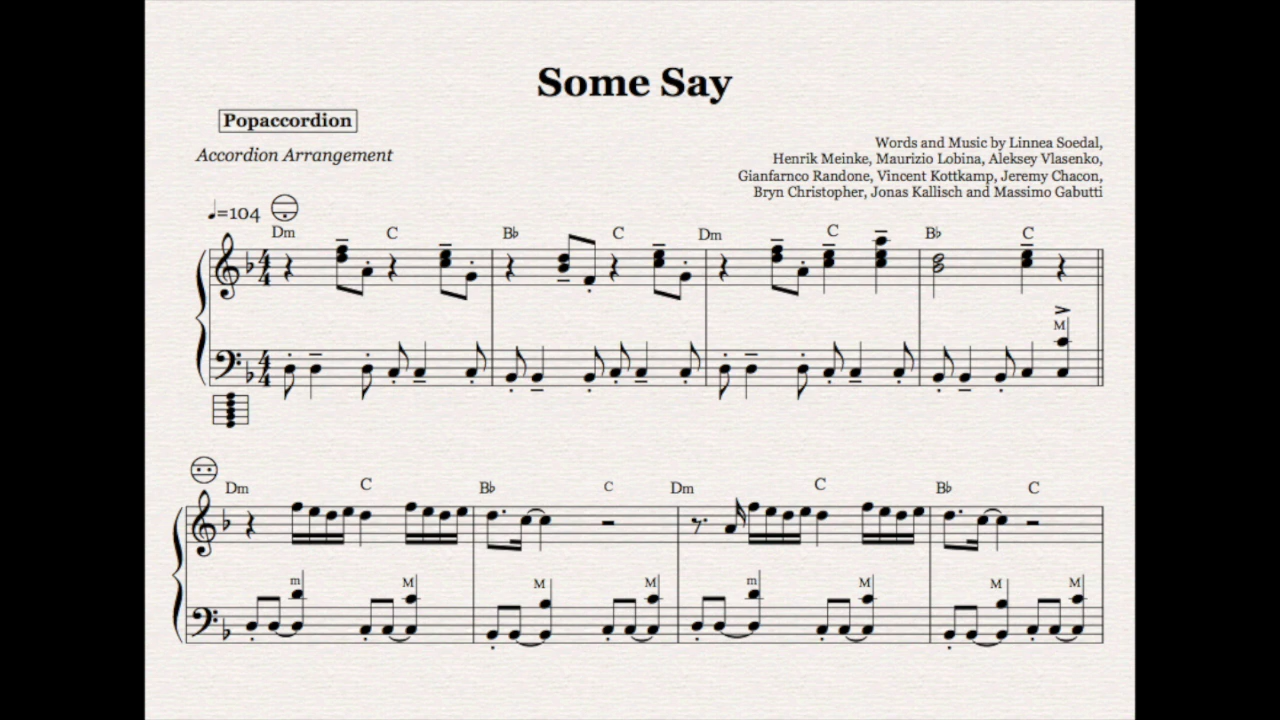 Some Say
Popaccordion
Accordion Arrangement
Words and Music by Linnea Soedal,
Henrik Meinke, Maurizio Lobina, Aleksey Vlasenko,
Gianfarnco Randone, Vincent Kottkamp, Jeremy Chacon,
Bryn Christopher, Jonas Kallisch and Massimo Gabutti
♩=104
Dm C B♭ C Dm C B♭ C
M
Dm C B♭ C Dm C B♭ C
m M M M m M M M